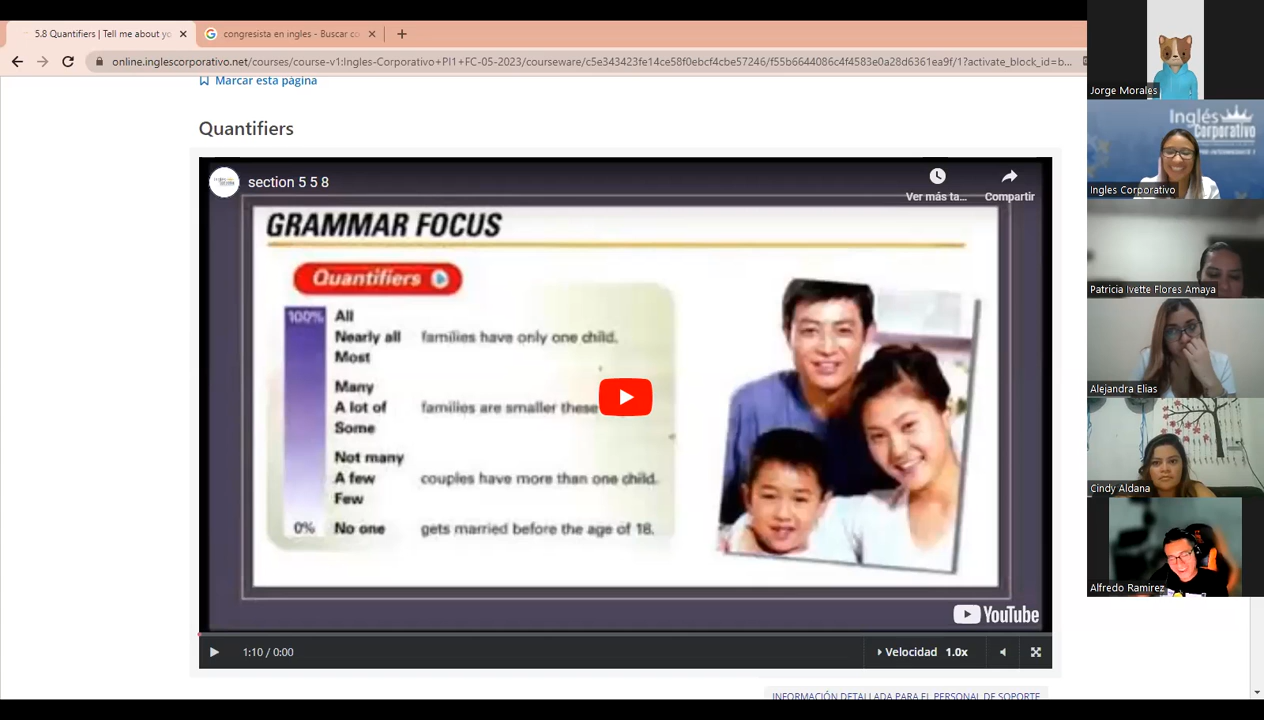 5.8 Quantifiers | Tell me about yo
congresista en ingles - Buscar co
online.inglescorporativo.net/courses/course-v1:Ingles-Corporativo+PI1+FC-05-2023/courseware/c5e343423fe14ce58f0ebcf4cbe57246/f55b6644086c4f4583e0a28d6361ea9f/1?activate_block_id=b...
Marcar esta página
Quantifiers
section 5 5 8
Ver más ta...
Compartir
GRAMMAR FOCUS
Quantifiers
100%
All
Nearly all families have only one child.
Most
Many
A lot of families are smaller these
Some
Not many
A few couples have more than one child.
Few
0% No one gets married before the age of 18.
YouTube
1:10 / 0:00
Velocidad 1.0x
INFORMACIÓN DETALLADA PARA EL PERSONAL DE SOPORTE
Jorge Morales
Inglés
Corporativo
Ingles Corporativo
Patricia Ivette Flores Amaya
Alejandra Elias
Cindy Aldana
Alfredo Ramirez